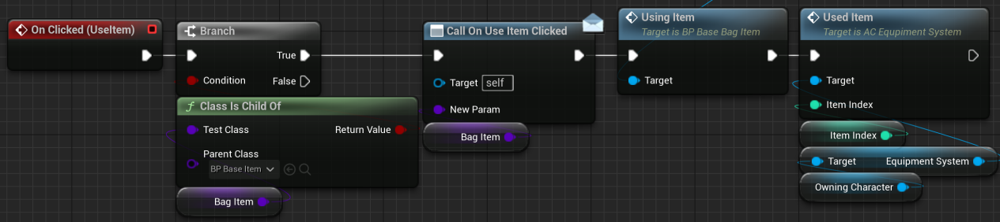 On Clicked (UseItem)
Branch
True
Condition
False
Class Is Child Of
Test Class
Return Value
Parent Class
BP Base Item
Bag Item
Call On Use Item Clicked
Target
self
New Param
Bag Item
Using Item
Target is BP Base Bag Item
Target
Used Item
Target is AC Equpiment System
Target
Item Index
Item Index
Target
Equipment System
Owning Character